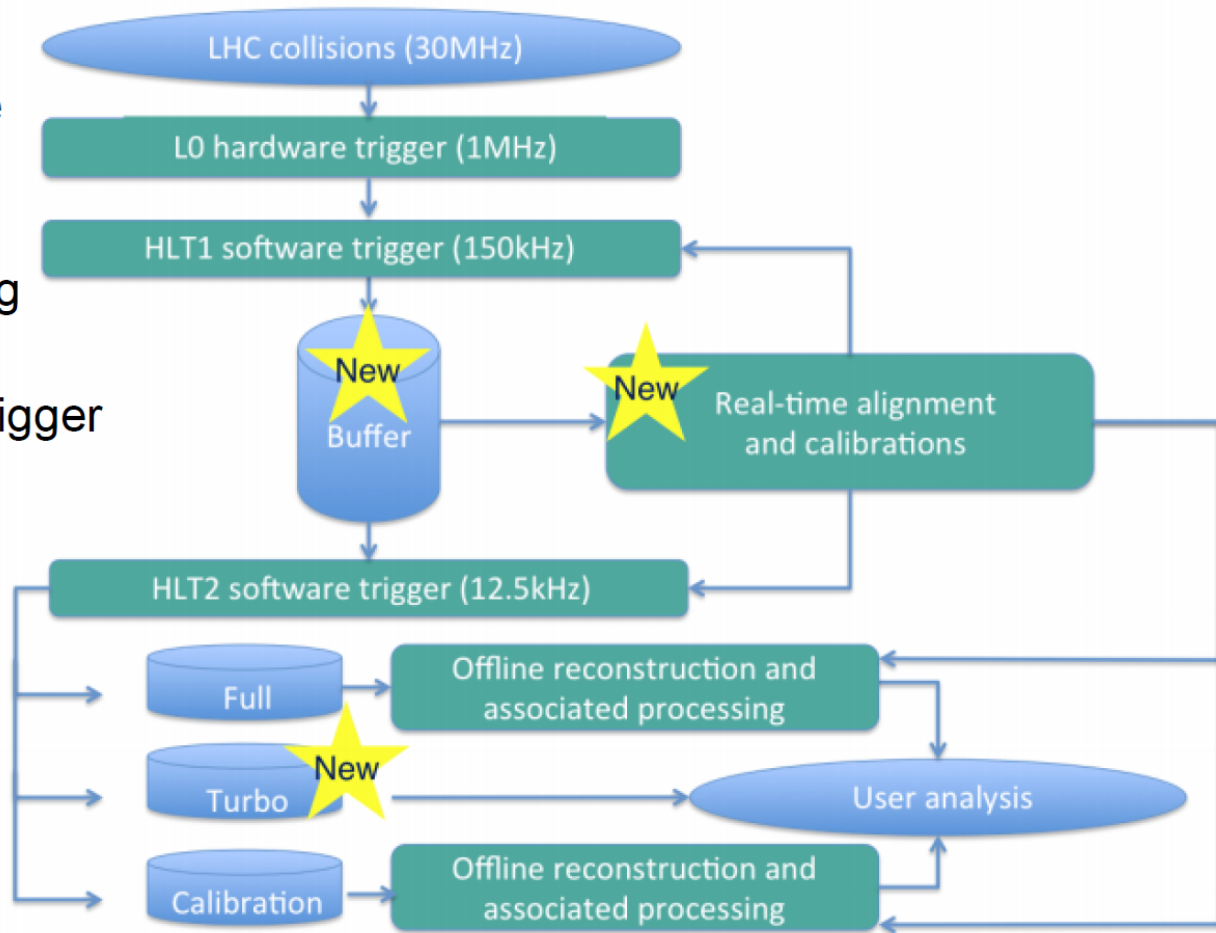 LHC collisions (30MHz)
L0 hardware trigger (1MHz)
HLT1 software trigger (150kHz)
New
Buffer
New
Real-time alignment
and calibrations
HLT2 software trigger (12.5kHz)
Full
Offline reconstruction and
associated processing
New
Turbo
User analysis
Calibration
Offline reconstruction and
associated processing